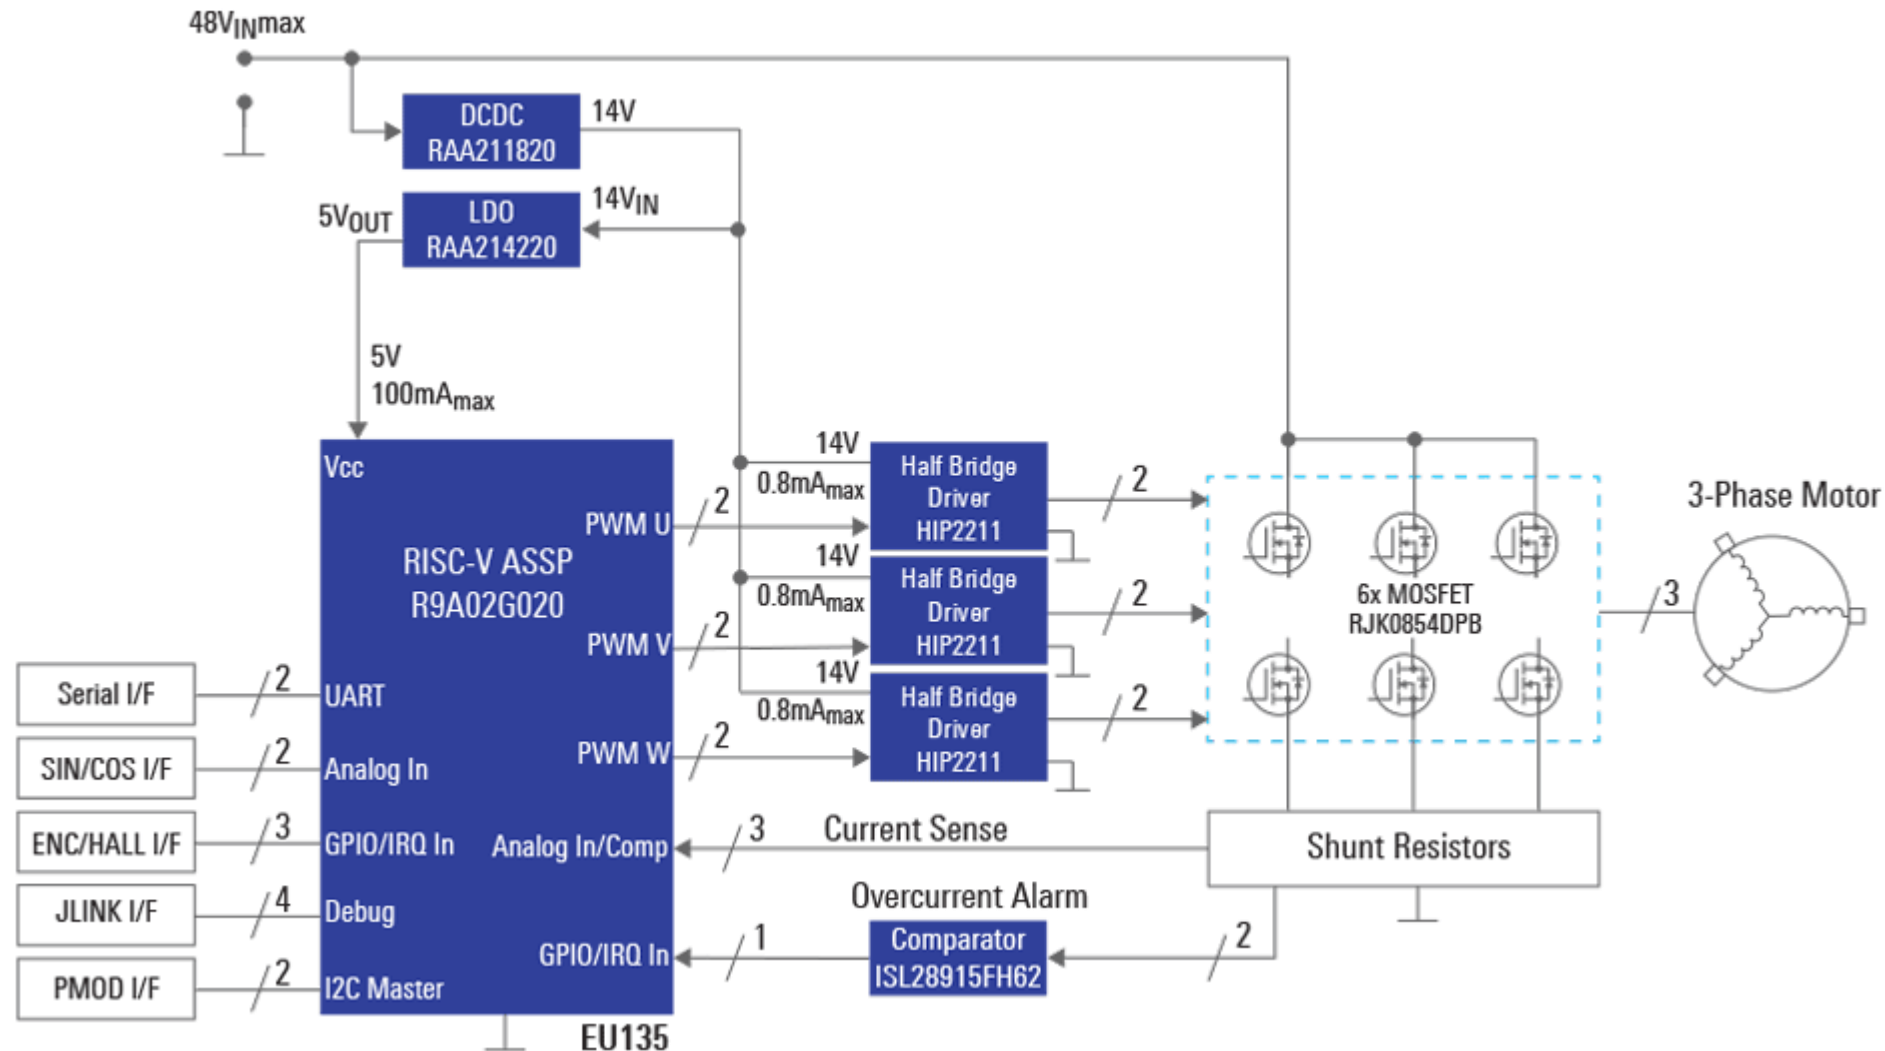 48VINmax
DCDC
RAA211820
14V
LDO
RAA214220
14VIN
5VOUT
5V
100mAmax
Vcc
RISC-V ASSP
R9A02G020
PWM U
2
14V
0.8mAmax
Half Bridge
Driver
HIP2211
2
PWM V
2
14V
0.8mAmax
Half Bridge
Driver
HIP2211
2
PWM W
2
14V
0.8mAmax
Half Bridge
Driver
HIP2211
2
6x MOSFET
RJK0854DPB
3
3-Phase Motor
Serial I/F
2
UART
SIN/COS I/F
2
Analog In
ENC/HALL I/F
3
GPIO/IRQ In
JLINK I/F
4
Debug
PMOD I/F
2
I2C Master
Analog In/Comp
3
Current Sense
Shunt Resistors
Overcurrent Alarm
GPIO/IRQ In
1
Comparator
ISL28915FH62
2
EU135